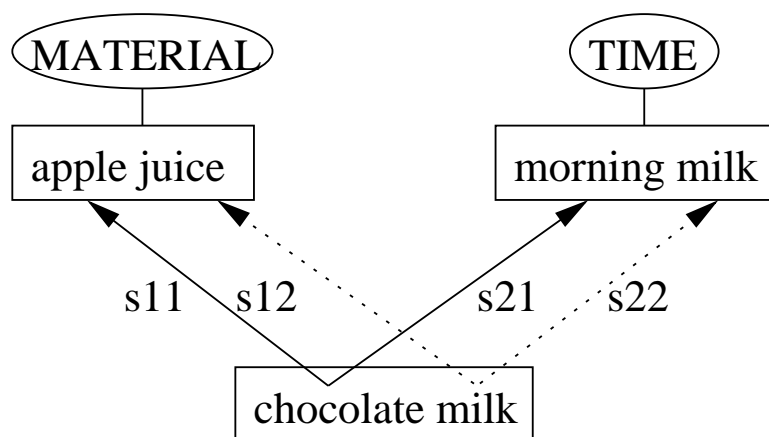 MATERIAL
TIME
apple juice
morning milk
s11
s12
s21
s22
chocolate milk